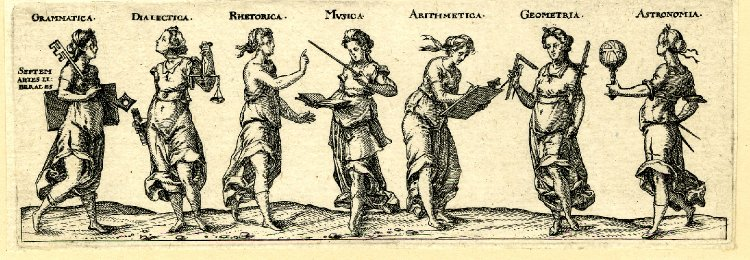 GRAMMATICA. DIALECTICA. RHETORICA. MVSICA. ARITHMETICA. GEOMETRIA. ASTRONOMIA.
SEPTEM
ARTES LI:
BERALES